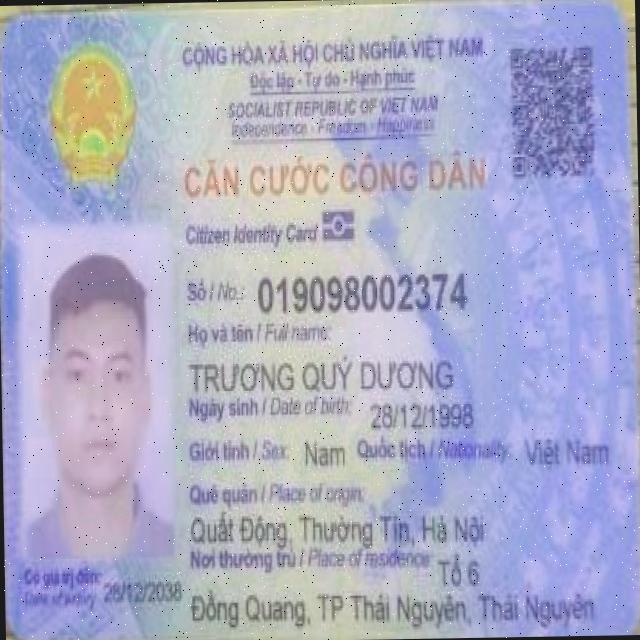 CỘNG HÒA XÃ HỘI CHỦ NGHĨA VIỆT NAM
Độc lập - Tự do - Hạnh phúc
SOCIALIST REPUBLIC OF VIET NAM
Independence - Freedom - Happiness
CĂN CƯỚC CÔNG DÂN
Citizen Identity Card
Số / No.: 019098002374
Họ và tên / Full name:
TRƯƠNG QUÝ DƯƠNG
Ngày sinh / Date of birth: 28/12/1998
Giới tính / Sex: Nam Quốc tịch / Nationality: Việt Nam
Quê quán / Place of origin:
Quất Động, Thường Tín, Hà Nội
Nơi thường trú / Place of residence: Tổ 6
Đồng Quang, TP Thái Nguyên, Thái Nguyên
Có giá trị đến: 28/12/2038
Date of expiry